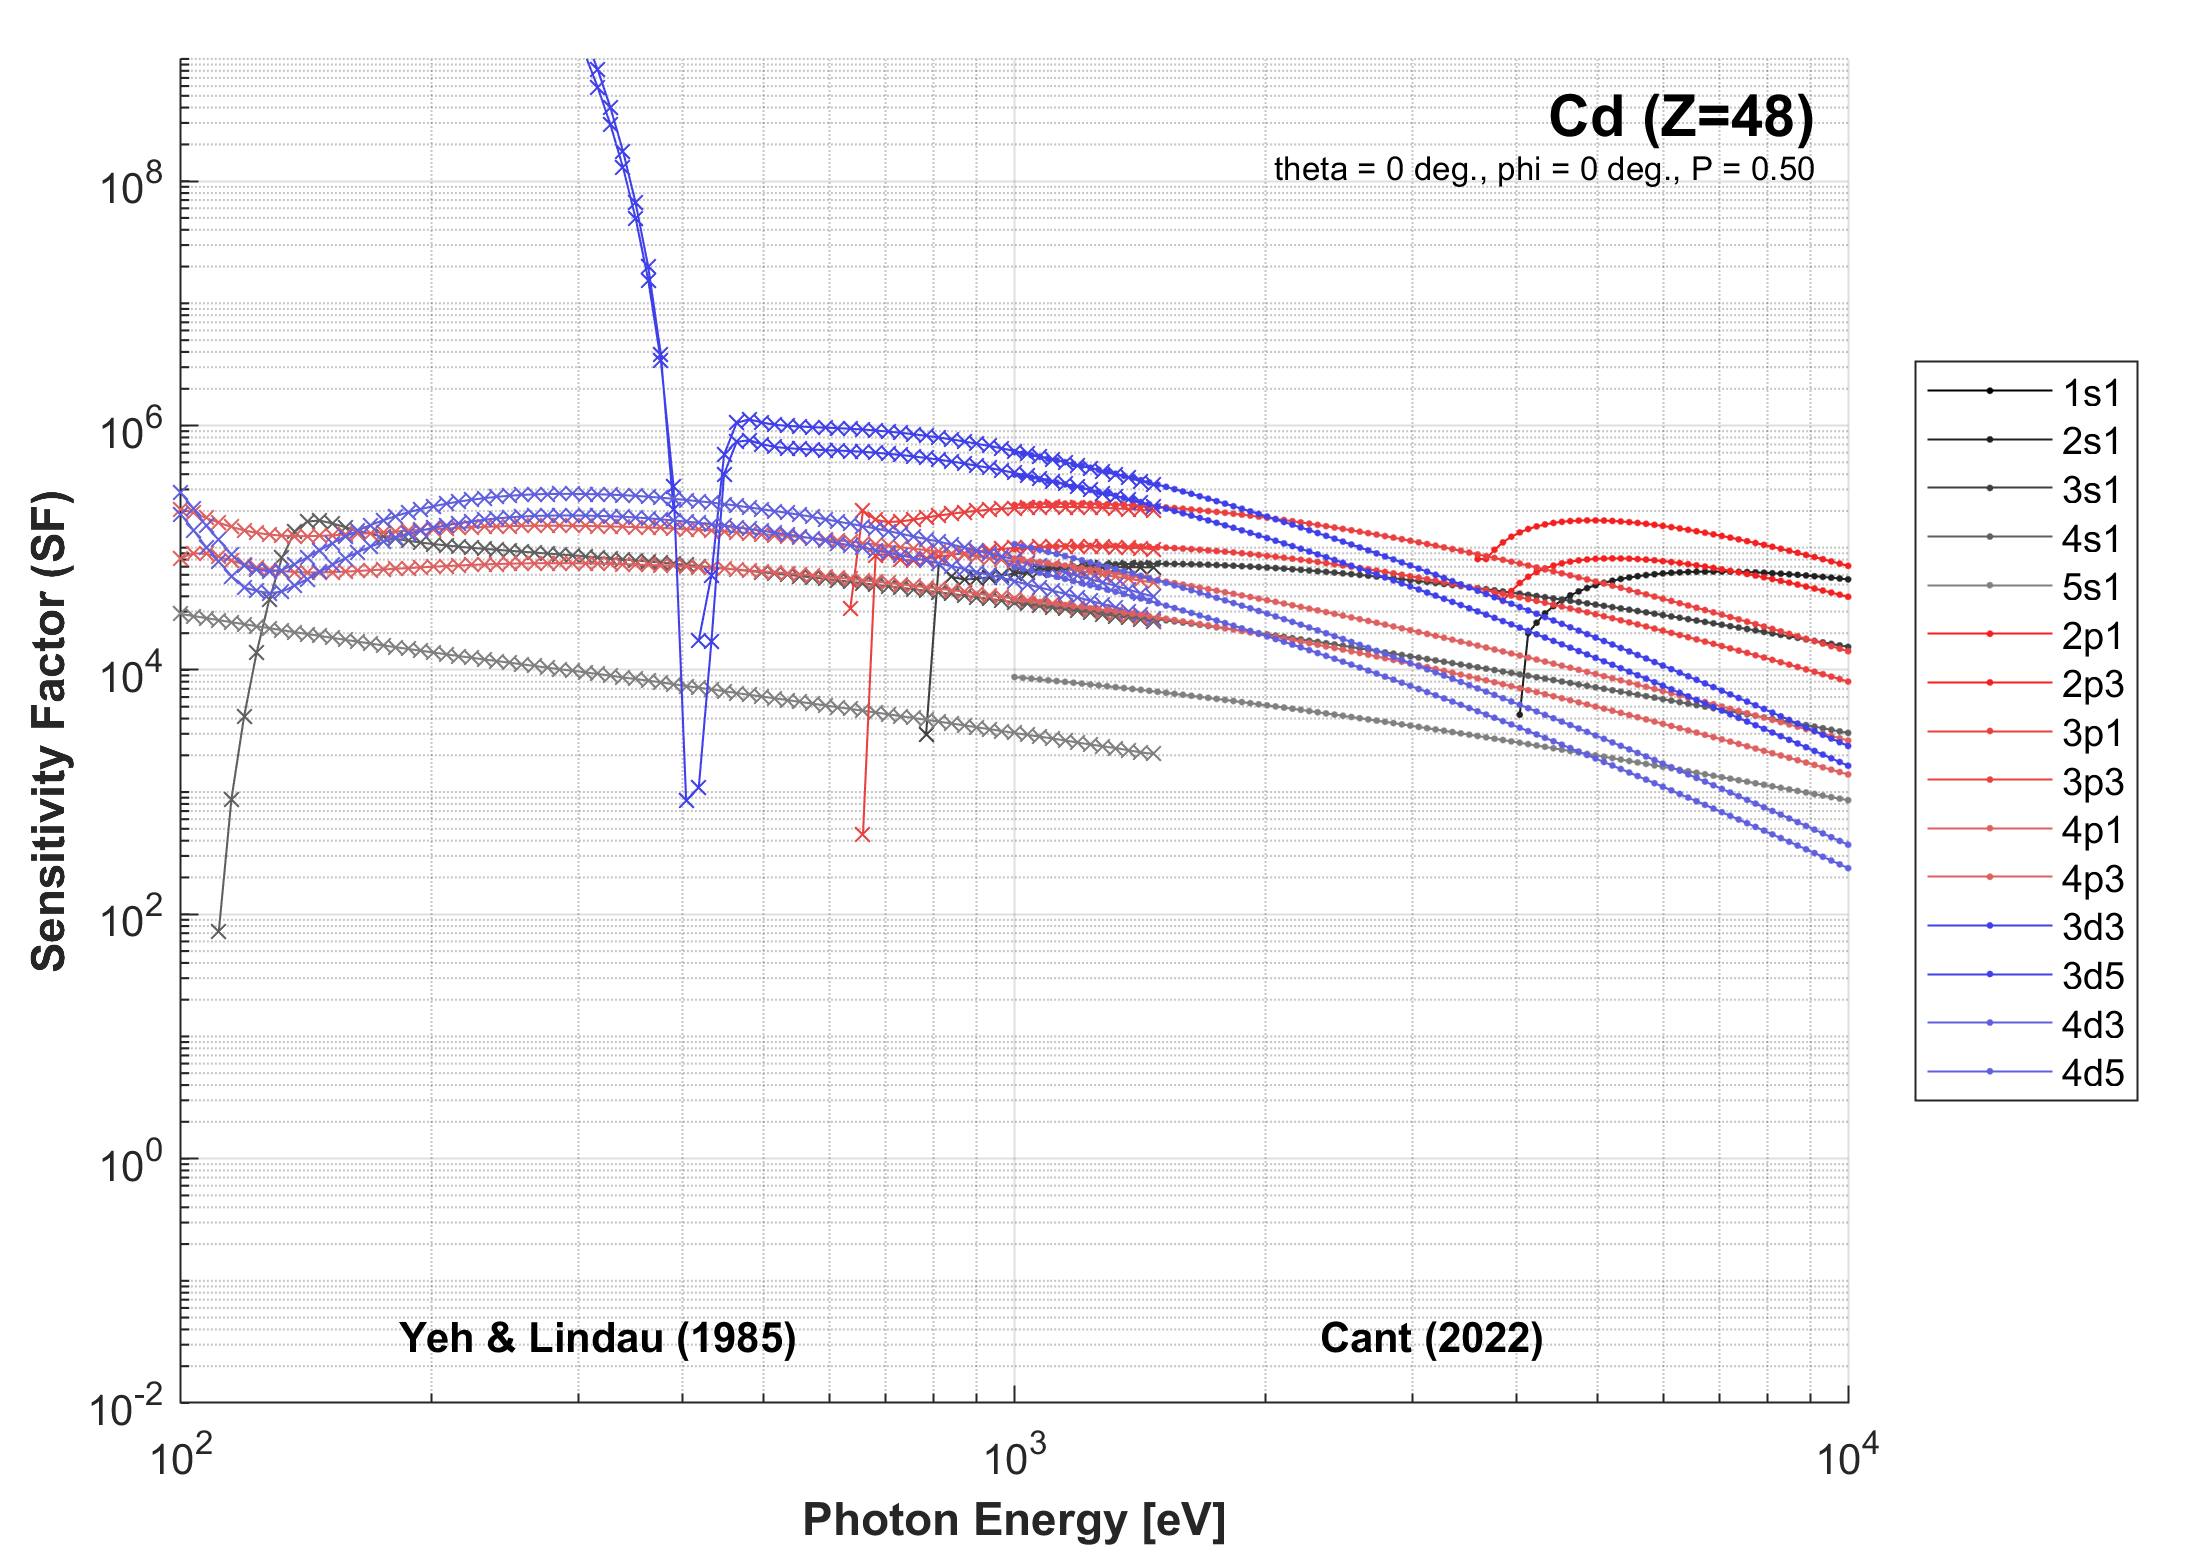 Cd (Z=48)
theta = 0 deg., phi = 0 deg., P = 0.50
Sensitivity Factor (SF)
10^8
10^6
10^4
10^2
10^0
10^-2
Yeh & Lindau (1985)
Cant (2022)
10^2
10^3
10^4
Photon Energy [eV]
1s1
2s1
3s1
4s1
5s1
2p1
2p3
3p1
3p3
4p1
4p3
3d3
3d5
4d3
4d5